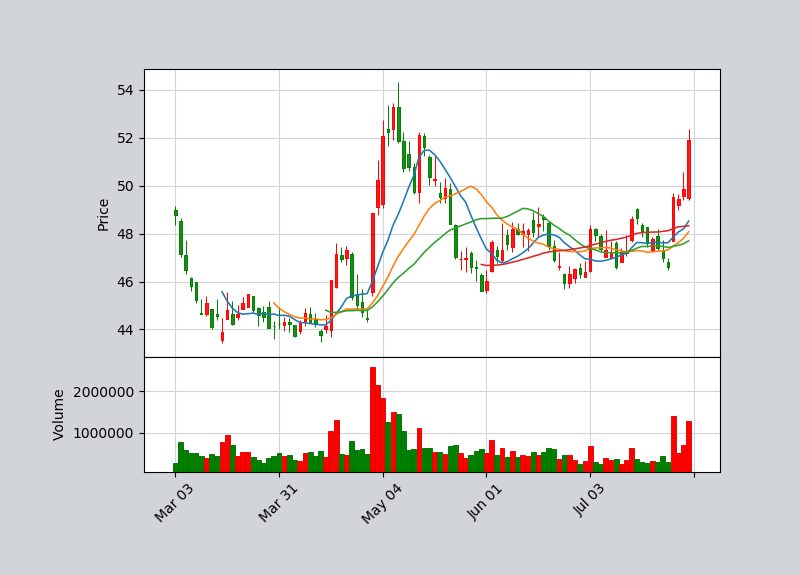 54
52
50
48
46
44
Price
2000000
1000000
Volume
Mar 03
Mar 31
May 04
Jun 01
Jul 03